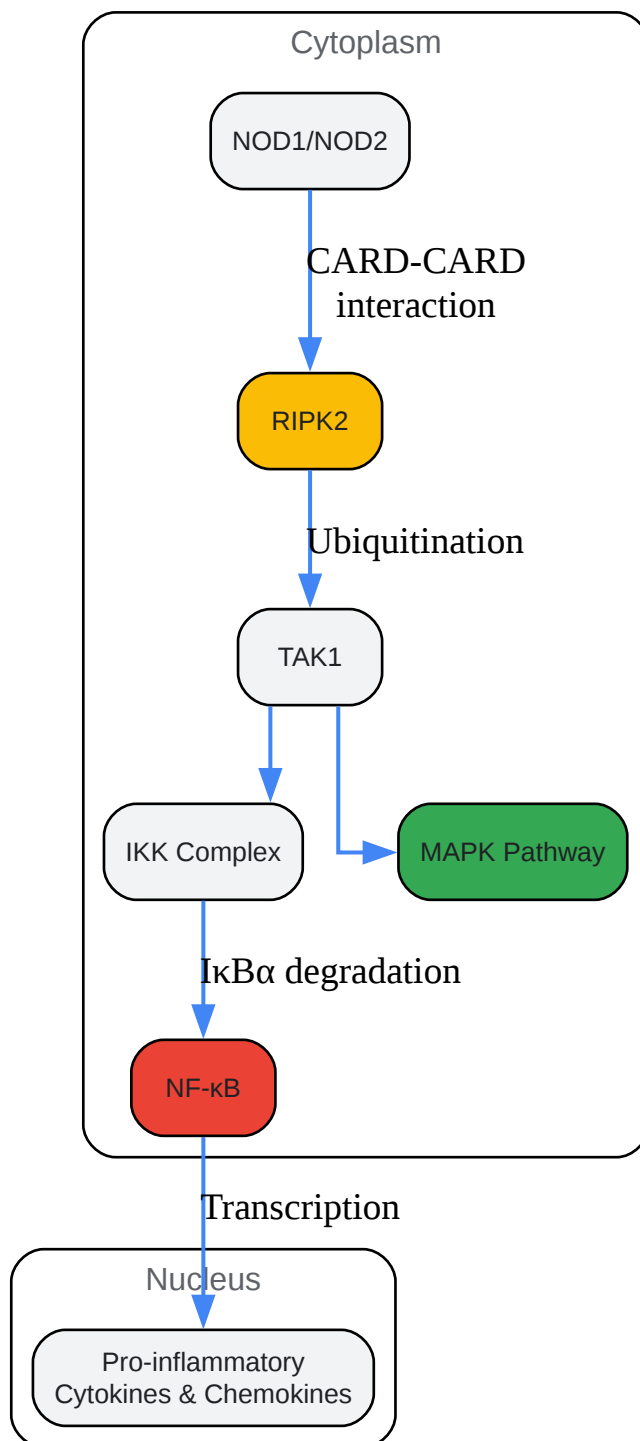 Cytoplasm
NOD1/NOD2
CARD-CARD
interaction
RIPK2
Ubiquitination
TAK1
IKK Complex
MAPK Pathway
IκBα degradation
NF-κB
Transcription
Nucleus
Pro-inflammatory
Cytokines & Chemokines